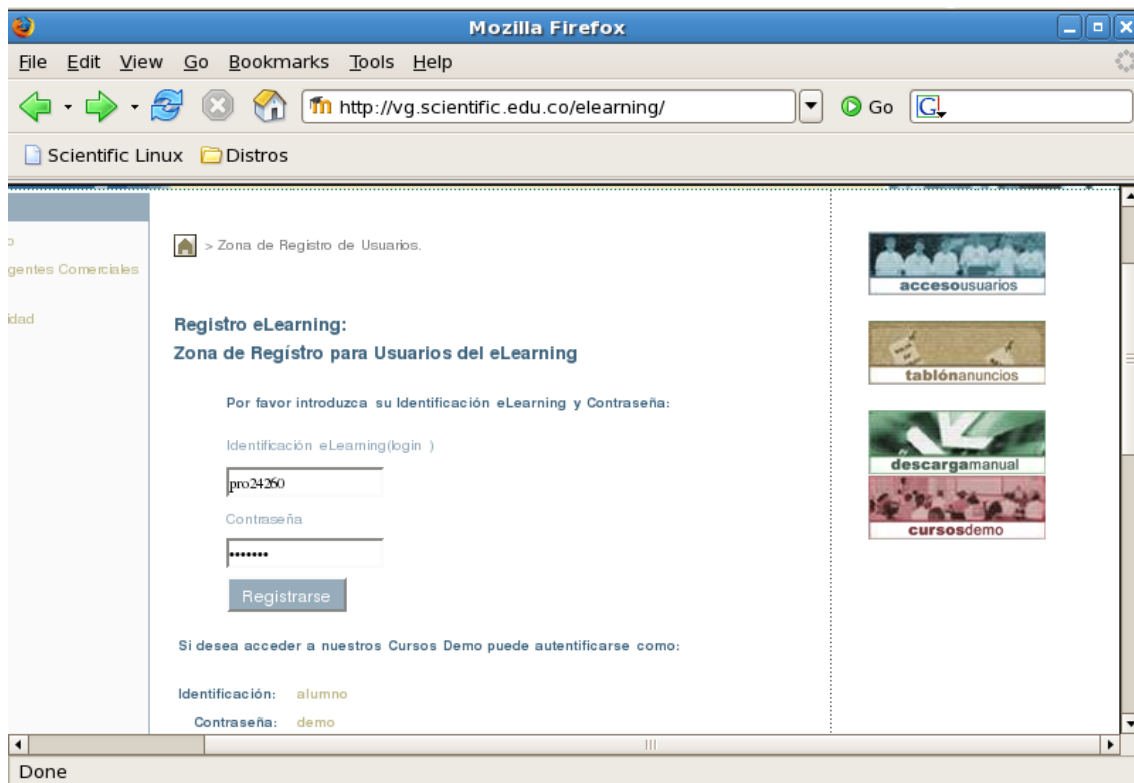 Mozilla Firefox
File Edit View Go Bookmarks Tools Help
http://vg.scientific.edu.co/elearning/
Go
G
Scientific Linux
Distros
gentes Comerciales
idad
> Zona de Registro de Usuarios.
Registro eLearning:
Zona de Regístro para Usuarios del eLearning
Por favor introduzca su Identificación eLearning y Contraseña:
Identificación eLearning(login )
pro24260
Contraseña
•••••••
Registrarse
Si desea acceder a nuestros Cursos Demo puede autentificarse como:
Identificación: alumno
Contraseña: demo
accesousuarios
tablónanuncios
descargamanual
cursosdemo
Done